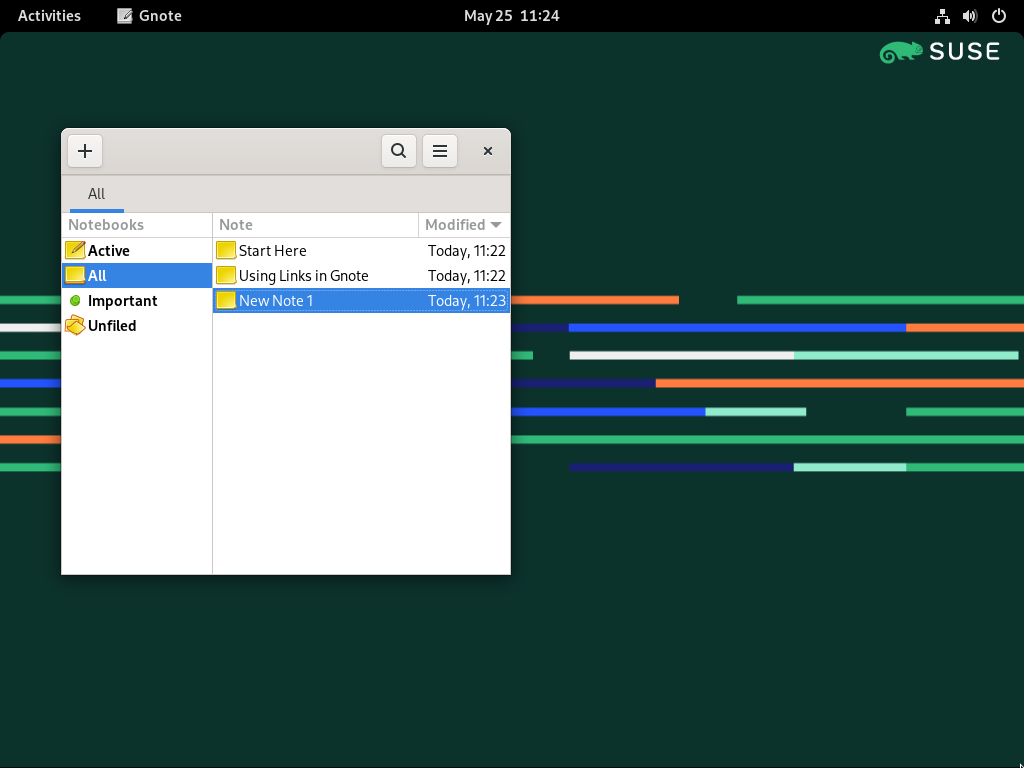 Activities Gnote May 25 11:24
SUSE
All
Notebooks Note Modified
Active Start Here Today, 11:22
All Using Links in Gnote Today, 11:22
Important New Note 1 Today, 11:23
Unfiled